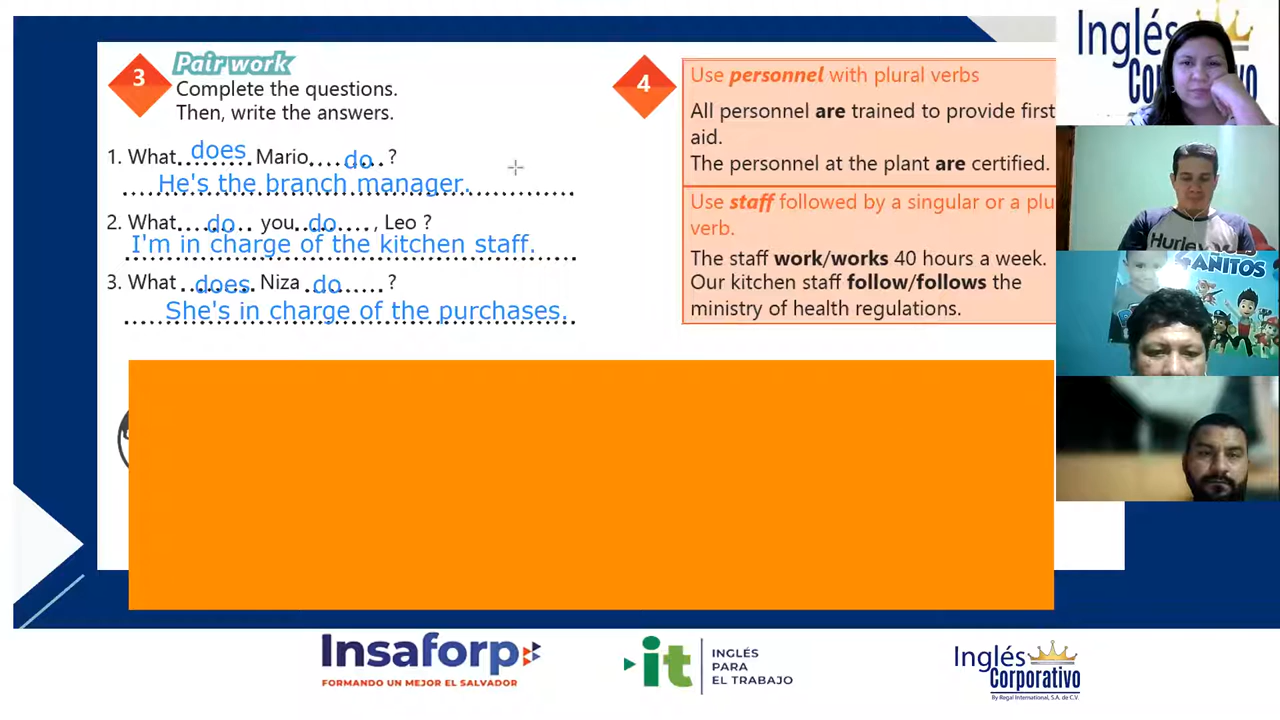 3
Pair work
Complete the questions.
Then, write the answers.
1. What does Mario do ?
He's the branch manager.
2. What do you do , Leo ?
I'm in charge of the kitchen staff.
3. What does Niza do ?
She's in charge of the purchases.
4
Use personnel with plural verbs
All personnel are trained to provide first
aid.
The personnel at the plant are certified.
Use staff followed by a singular or a plu
verb.
The staff work/works 40 hours a week.
Our kitchen staff follow/follows the
ministry of health regulations.
Inglés
Corporativo
Hurley
Insaforp
FORMANDO UN MEJOR EL SALVADOR
it
INGLÉS
PARA
EL TRABAJO
Inglés
Corporativo
By Regal International, S.A. de C.V.